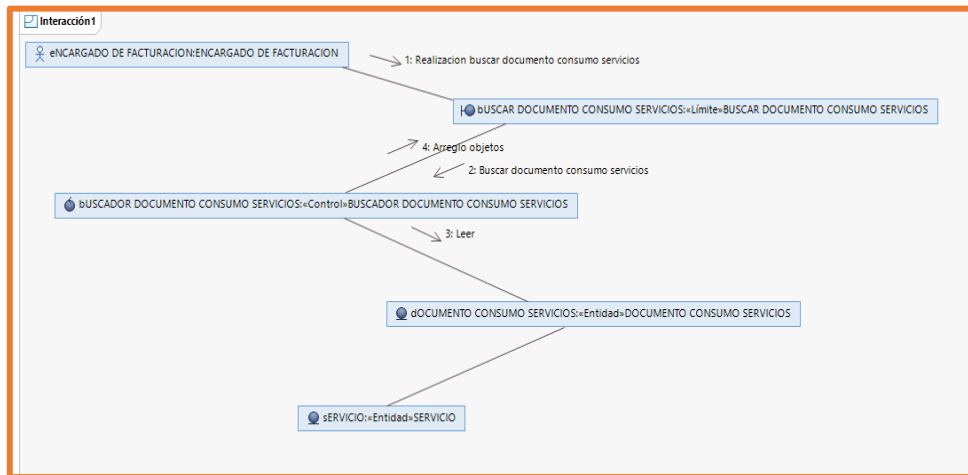 Interacción1
eNCARGADO DE FACTURACION:ENCARGADO DE FACTURACION
1: Realizacion buscar documento consumo servicios
bUSCAR DOCUMENTO CONSUMO SERVICIOS:«Límite»BUSCAR DOCUMENTO CONSUMO SERVICIOS
4: Arreglo objetos
2: Buscar documento consumo servicios
bUSCADOR DOCUMENTO CONSUMO SERVICIOS:«Control»BUSCADOR DOCUMENTO CONSUMO SERVICIOS
3: Leer
dOCUMENTO CONSUMO SERVICIOS:«Entidad»DOCUMENTO CONSUMO SERVICIOS
sERVICIO:«Entidad»SERVICIO